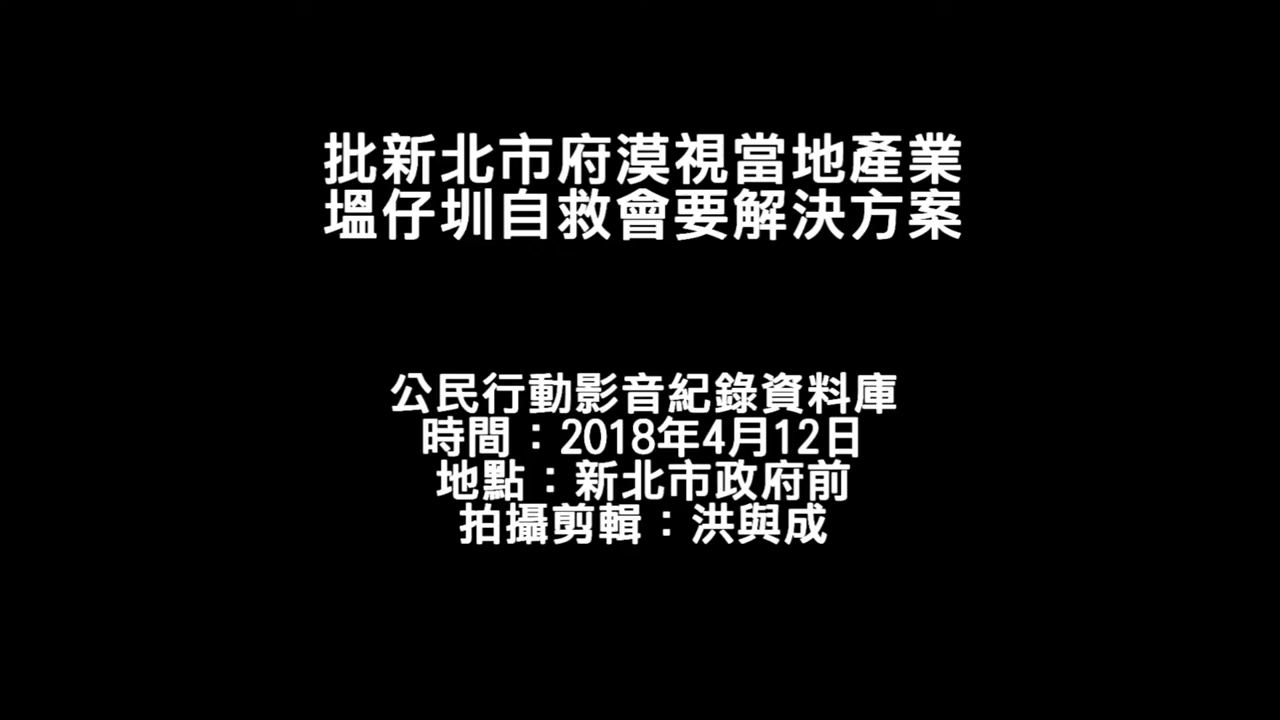 批新北市府漠視當地產業
塭仔圳自救會要解決方案
公民行動影音紀錄資料庫
時間：2018年4月12日
地點：新北市政府前
拍攝剪輯：洪與成